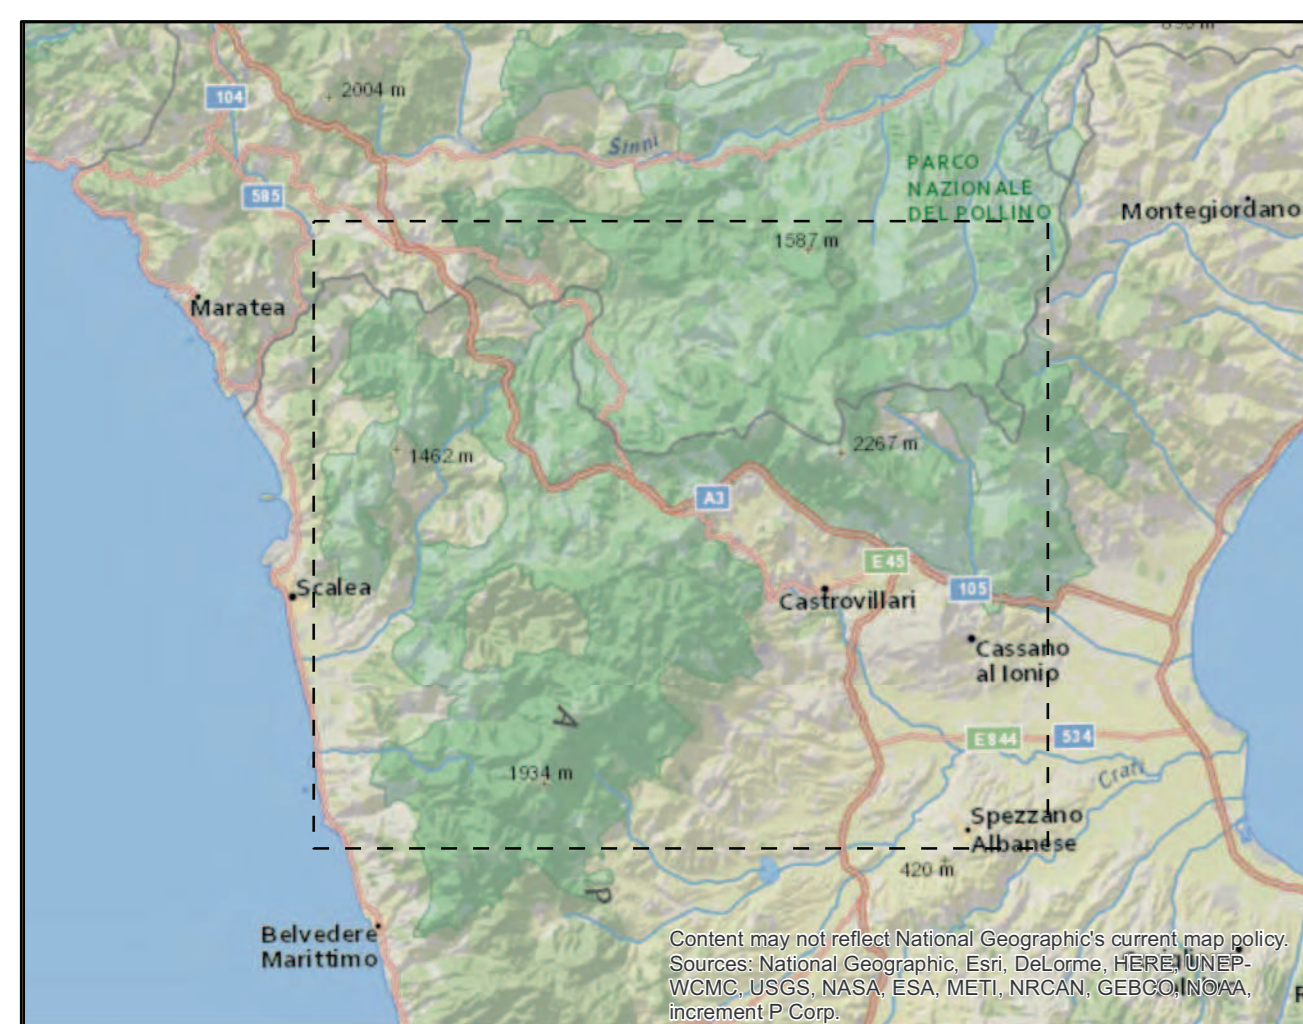 890 m
2004 m
104
Sinni
PARCO
NAZIONALE
DEL POLLINO
585
Montegiordano
1587 m
Maratea
2267 m
1462 m
A3
E 45
Scalea
105
Castrovillari
Cassano
al Ionio
E 844
534
A
1934 m
Crati
Spezzano
Albanese
420 m
P
Belvedere
Marittimo
Content may not reflect National Geographic's current map policy.
Sources: National Geographic, Esri, DeLorme, HERE, UNEP-
WCMC, USGS, NASA, ESA, METI, NRCAN, GEBCO, NOAA,
increment P Corp.